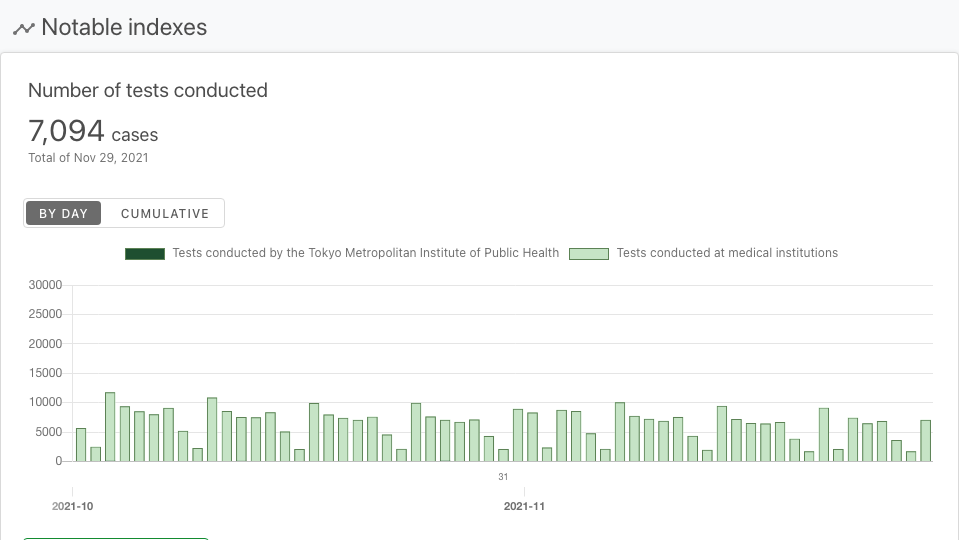 Notable indexes
Number of tests conducted
7,094 cases
Total of Nov 29, 2021
BY DAY CUMULATIVE
Tests conducted by the Tokyo Metropolitan Institute of Public Health Tests conducted at medical institutions
30000
25000
20000
15000
10000
5000
0
31
2021-10 2021-11